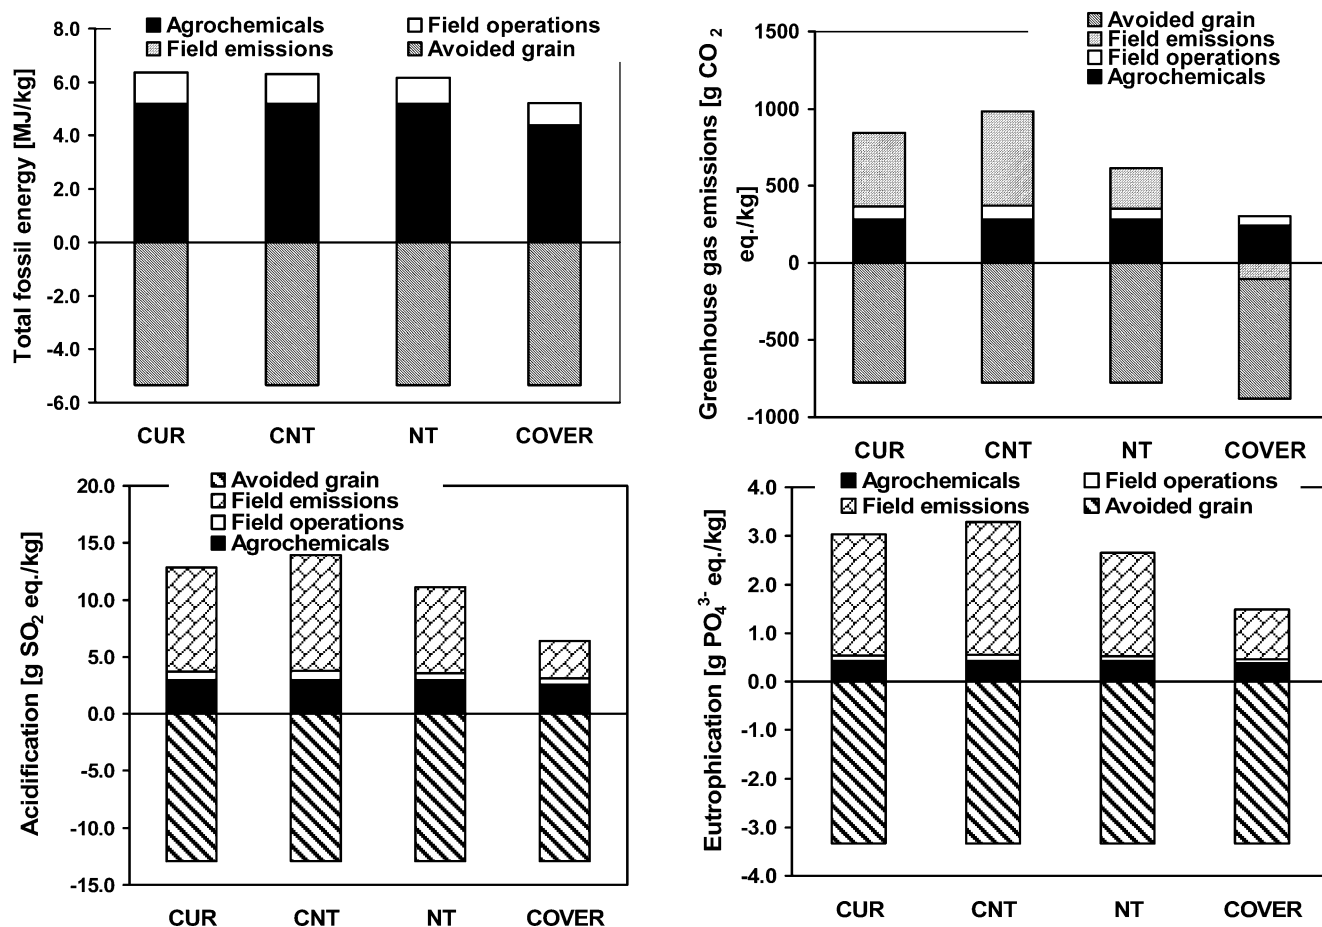 Agrochemicals Field operations
Field emissions Avoided grain
Total fossil energy [MJ/kg]
8.0
6.0
4.0
2.0
0.0
-2.0
-4.0
-6.0
CUR CNT NT COVER
Avoided grain
Field emissions
Field operations
Agrochemicals
Greenhouse gas emissions [g CO2
eq./kg]
1500
1000
500
0
-500
-1000
CUR CNT NT COVER
Avoided grain
Field emissions
Field operations
Agrochemicals
Acidification [g SO2 eq./kg]
20.0
15.0
10.0
5.0
0.0
-5.0
-10.0
-15.0
CUR CNT NT COVER
Agrochemicals Field operations
Field emissions Avoided grain
Eutrophication [g PO4 3- eq./kg]
4.0
3.0
2.0
1.0
0.0
-1.0
-2.0
-3.0
-4.0
CUR CNT NT COVER